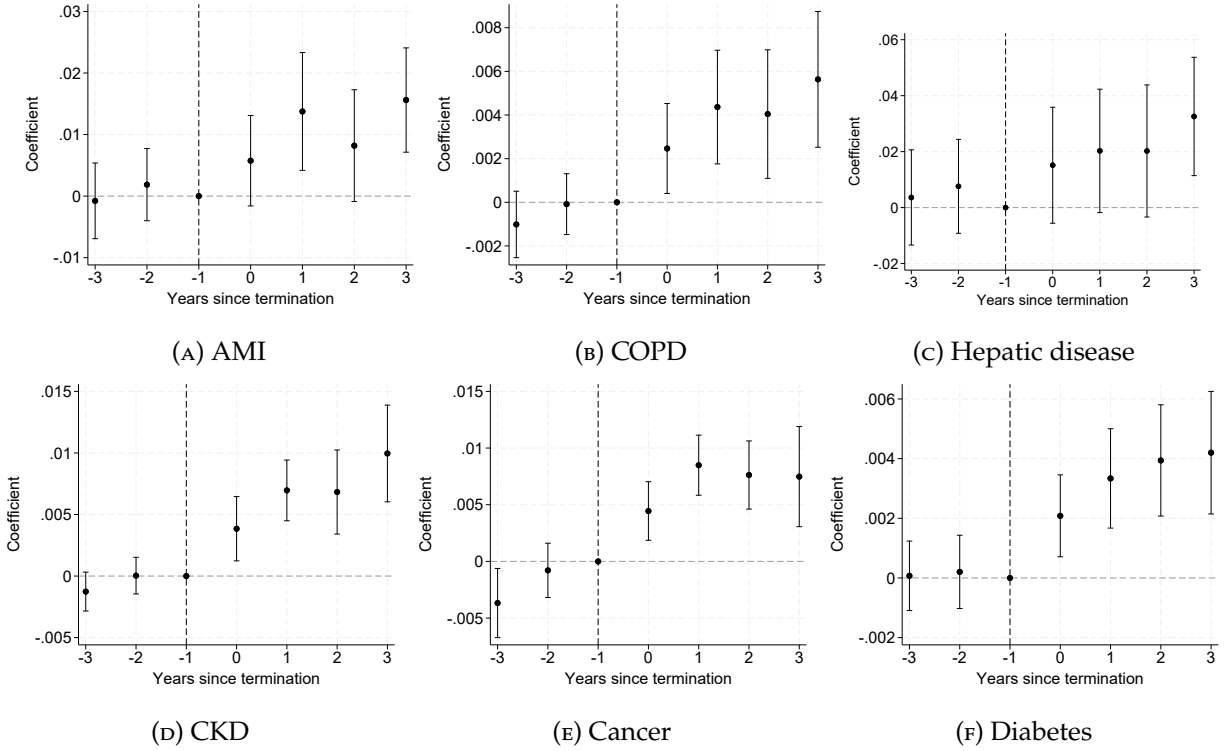 .03
.02
.01
0
-.01
Coefficient
-3 -2 -1 0 1 2 3
Years since termination
(A) AMI
.008
.006
.004
.002
0
-.002
Coefficient
-3 -2 -1 0 1 2 3
Years since termination
(B) COPD
.06
.04
.02
0
-.02
Coefficient
-3 -2 -1 0 1 2 3
Years since termination
(C) Hepatic disease
.015
.01
.005
0
-.005
Coefficient
-3 -2 -1 0 1 2 3
Years since termination
(D) CKD
.015
.01
.005
0
-.005
Coefficient
-3 -2 -1 0 1 2 3
Years since termination
(E) Cancer
.006
.004
.002
0
-.002
Coefficient
-3 -2 -1 0 1 2 3
Years since termination
(F) Diabetes